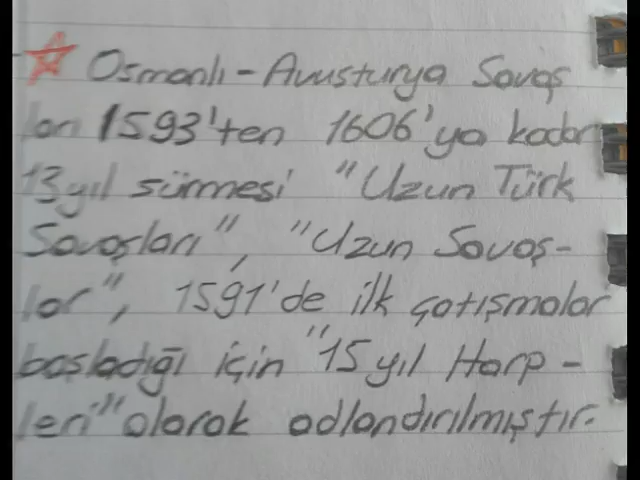 ☆ Osmanlı - Avusturya Savaş
ları 1593'ten 1606'ya kadar
13 yıl sürmesi "Uzun Türk
Savaşları", "Uzun Savaş-
lar", 1591'de ilk çatışmalar
başladığı için "15 yıl Harp-
leri" olarak adlandırılmıştır.